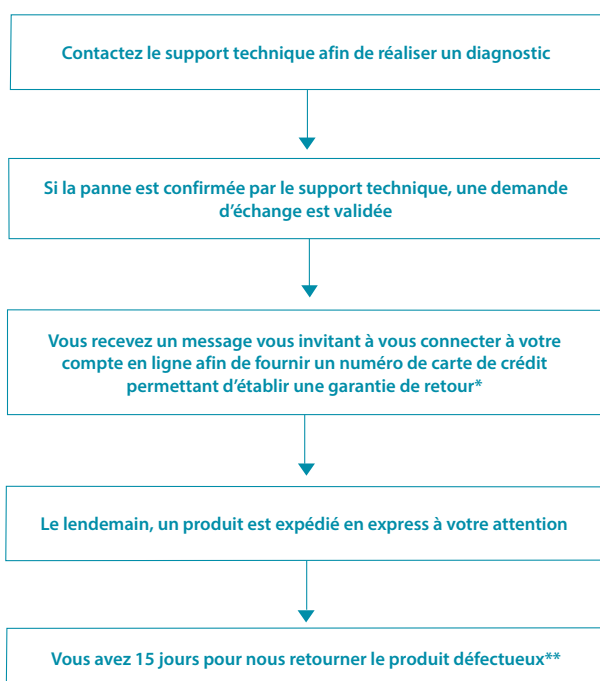 Contactez le support technique afin de réaliser un diagnostic
Si la panne est confirmée par le support technique, une demande
d'échange est validée
Vous recevez un message vous invitant à vous connecter à votre
compte en ligne afin de fournir un numéro de carte de crédit
permettant d'établir une garantie de retour*
Le lendemain, un produit est expédié en express à votre attention
Vous avez 15 jours pour nous retourner le produit défectueux**